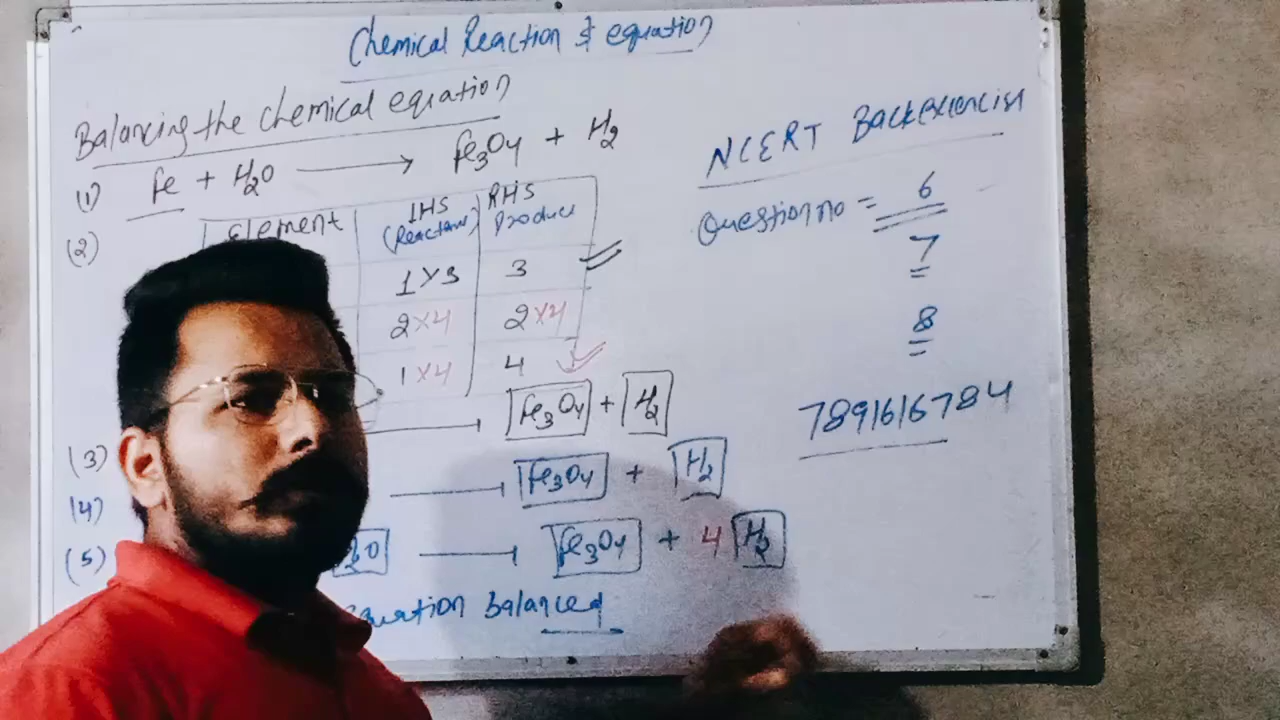 Chemical Reaction & equation
Balancing the chemical equation
(1) Fe + H2O → Fe3O4 + H2
(2) Element LHS (Reactant) RHS Product
1×3 3
2×4 2×4
1×4 4
(3) Fe3O4 + H2
(4) Fe3O4 + H2
(5) H2O Fe3O4 + 4 H2
equation balanced
NCERT Back
Question no = 6
7
8
7891616784